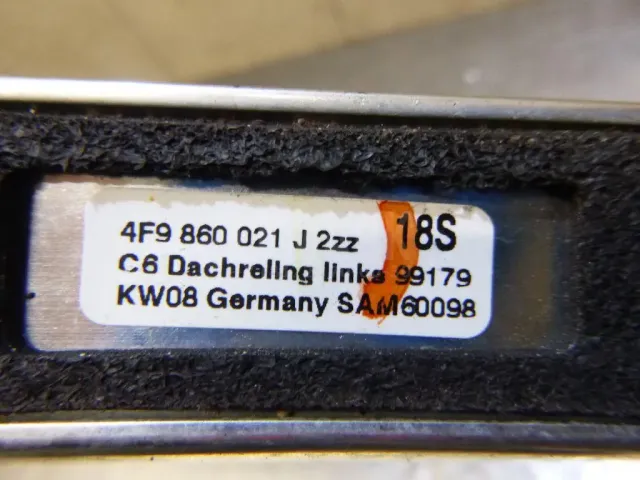 4F9 860 021 J 2zz 18S
C6 Dachreling links 99179
KW08 Germany SAM60098